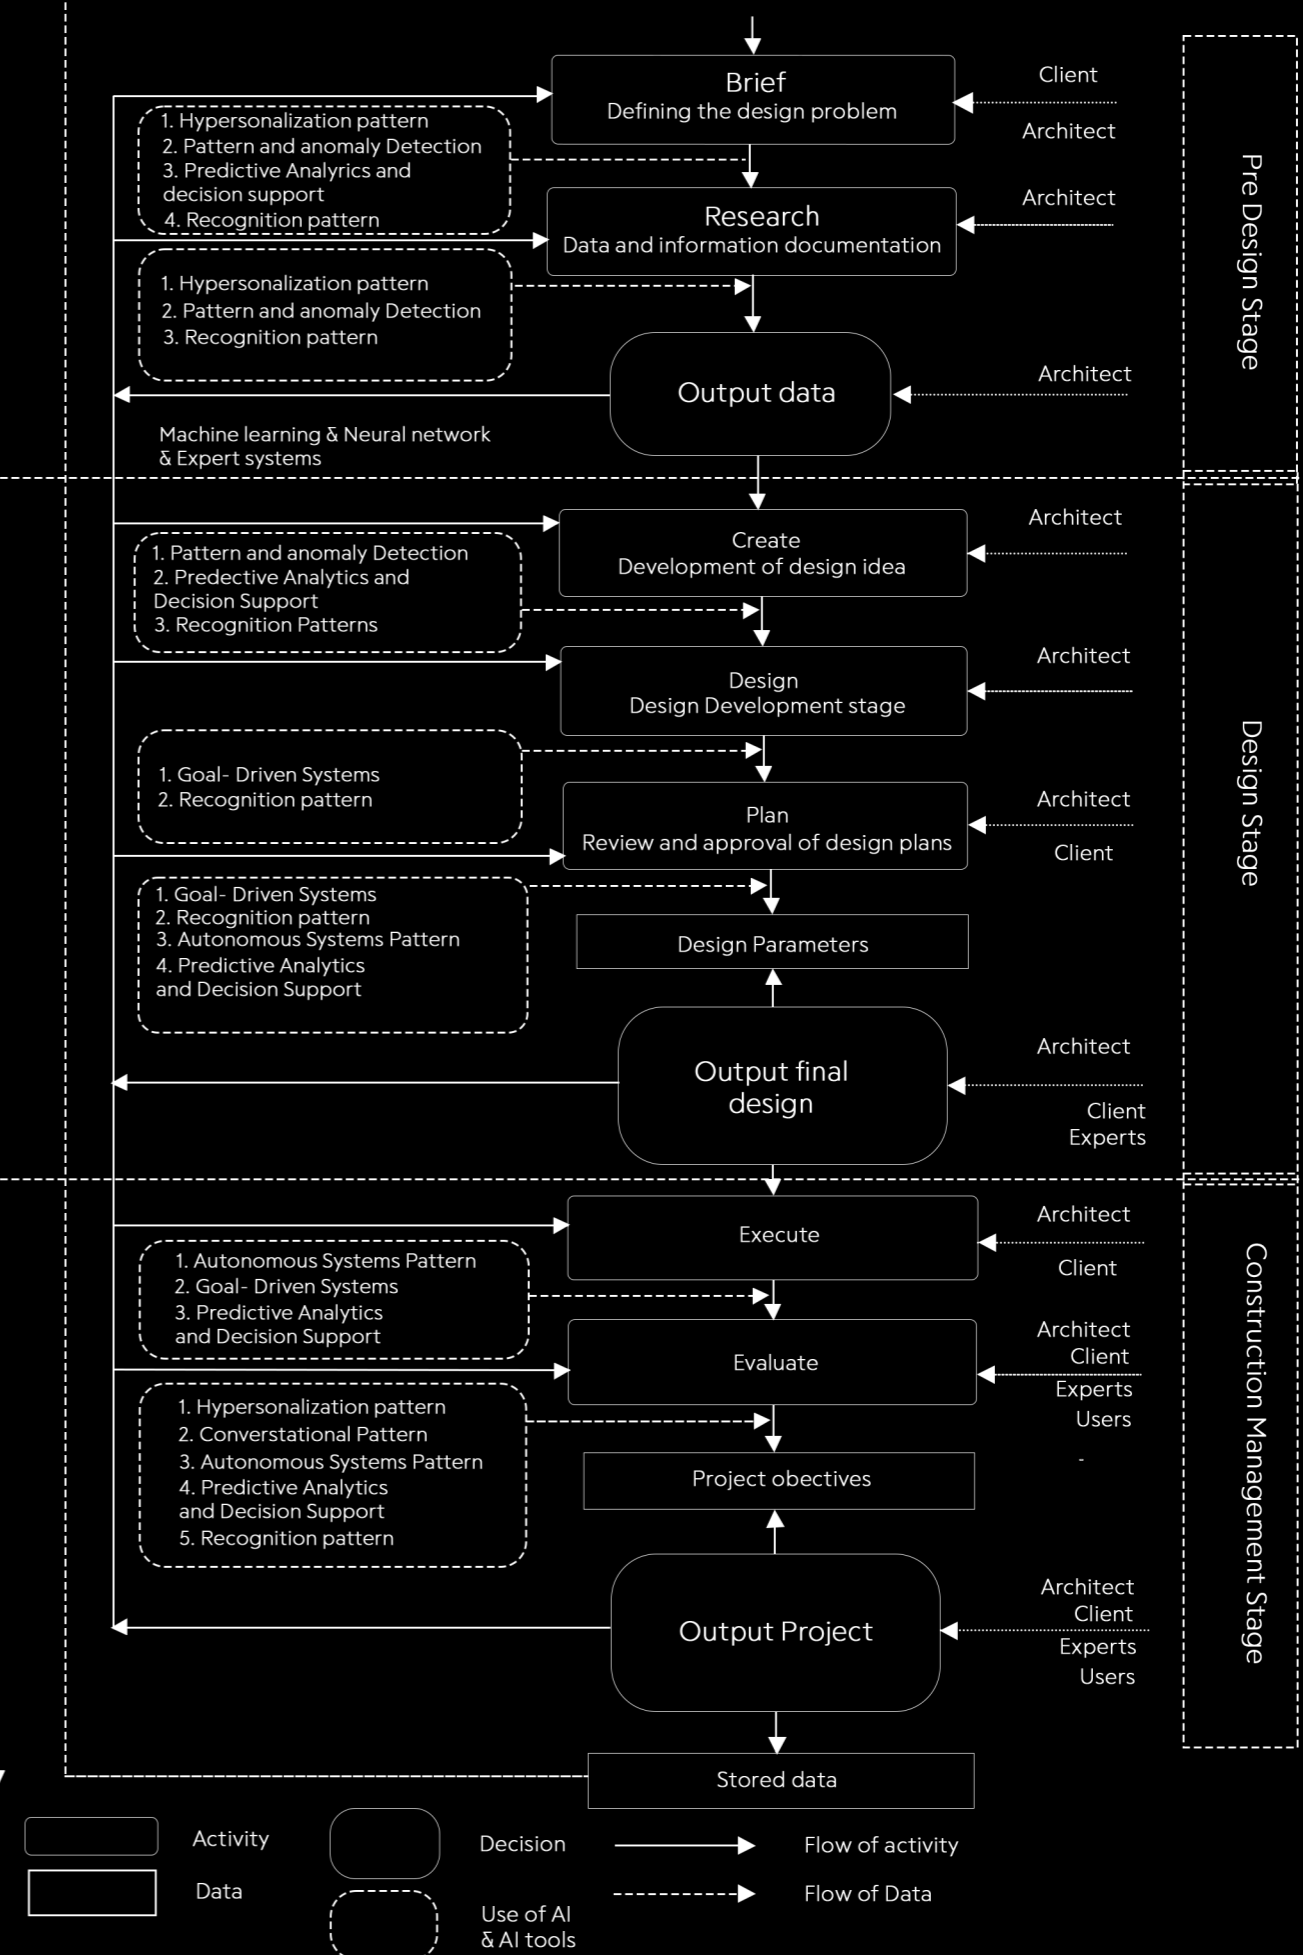 Brief
Defining the design problem
Client
Architect
1. Hypersonalization pattern
2. Pattern and anomaly Detection
3. Predictive Analyrics and
decision support
4. Recognition pattern
Research
Data and information documentation
Architect
1. Hypersonalization pattern
2. Pattern and anomaly Detection
3. Recognition pattern
Output data
Architect
Machine learning & Neural network
& Expert systems
Pre Design Stage
Create
Development of design idea
Architect
1. Pattern and anomaly Detection
2. Predective Analytics and
Decision Support
3. Recognition Patterns
Design
Design Development stage
Architect
1. Goal- Driven Systems
2. Recognition pattern
Plan
Review and approval of design plans
Architect
Client
1. Goal- Driven Systems
2. Recognition pattern
3. Autonomous Systems Pattern
4. Predictive Analytics
and Decision Support
Design Parameters
Output final
design
Architect
Client
Experts
Design Stage
Execute
Architect
Client
1. Autonomous Systems Pattern
2. Goal- Driven Systems
3. Predictive Analytics
and Decision Support
Evaluate
Architect
Client
Experts
Users
-
1. Hypersonalization pattern
2. Converstational Pattern
3. Autonomous Systems Pattern
4. Predictive Analytics
and Decision Support
5. Recognition pattern
Project obectives
Output Project
Architect
Client
Experts
Users
Construction Management Stage
Stored data
Activity
Decision
Flow of activity
Data
Flow of Data
Use of AI
& AI tools